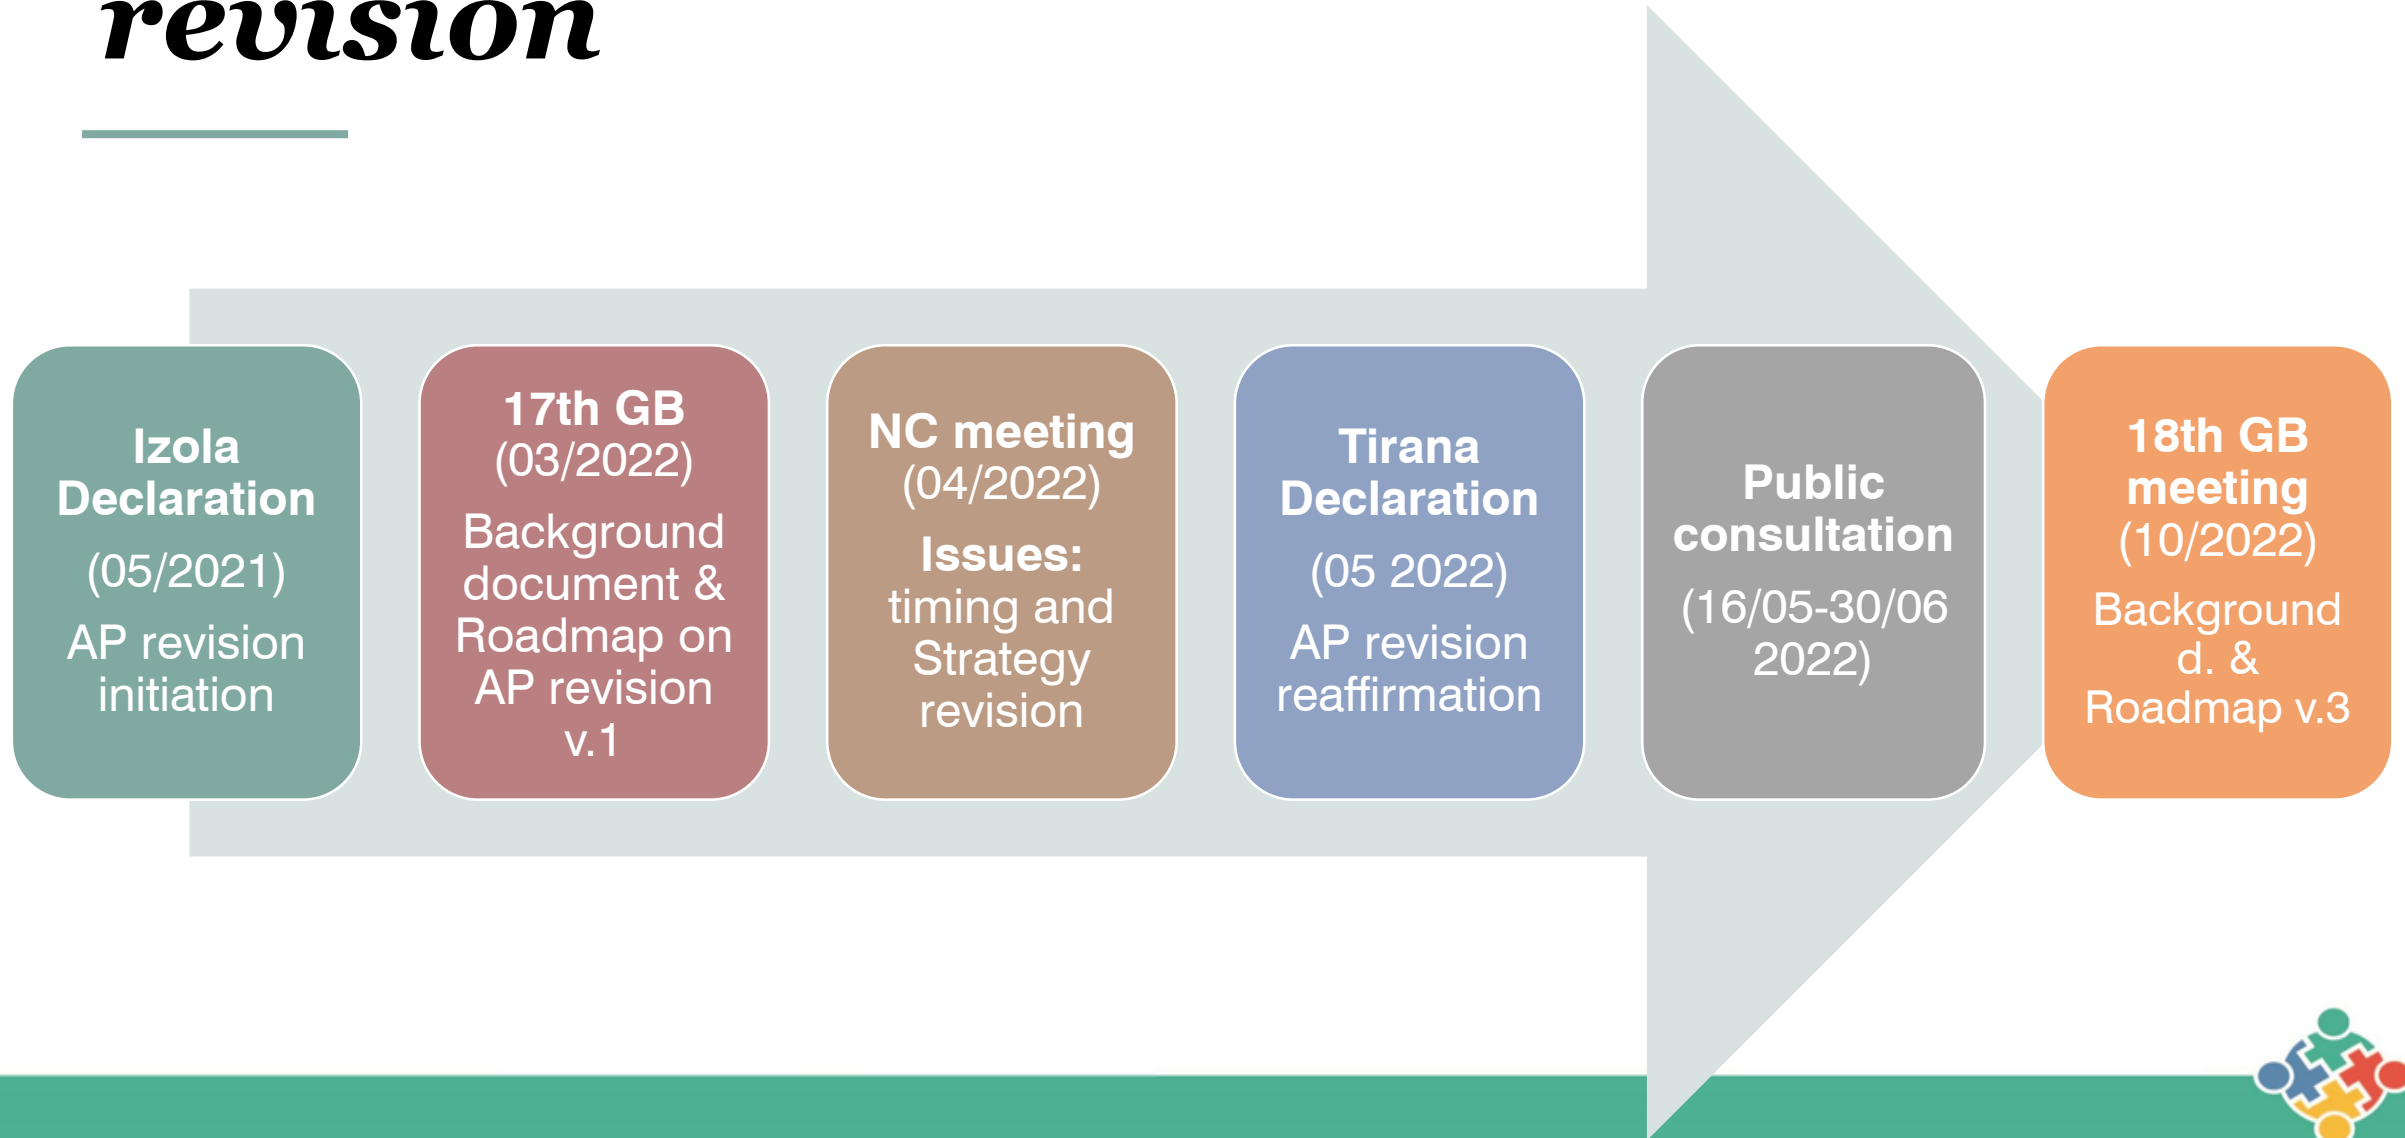 revision
Izola
Declaration
(05/2021)
AP revision
initiation
17th GB
(03/2022)
Background
document &
Roadmap on
AP revision
v.1
NC meeting
(04/2022)
Issues:
timing and
Strategy
revision
Tirana
Declaration
(05 2022)
AP revision
reaffirmation
Public
consultation
(16/05-30/06
2022)
18th GB
meeting
(10/2022)
Background
d. &
Roadmap v.3